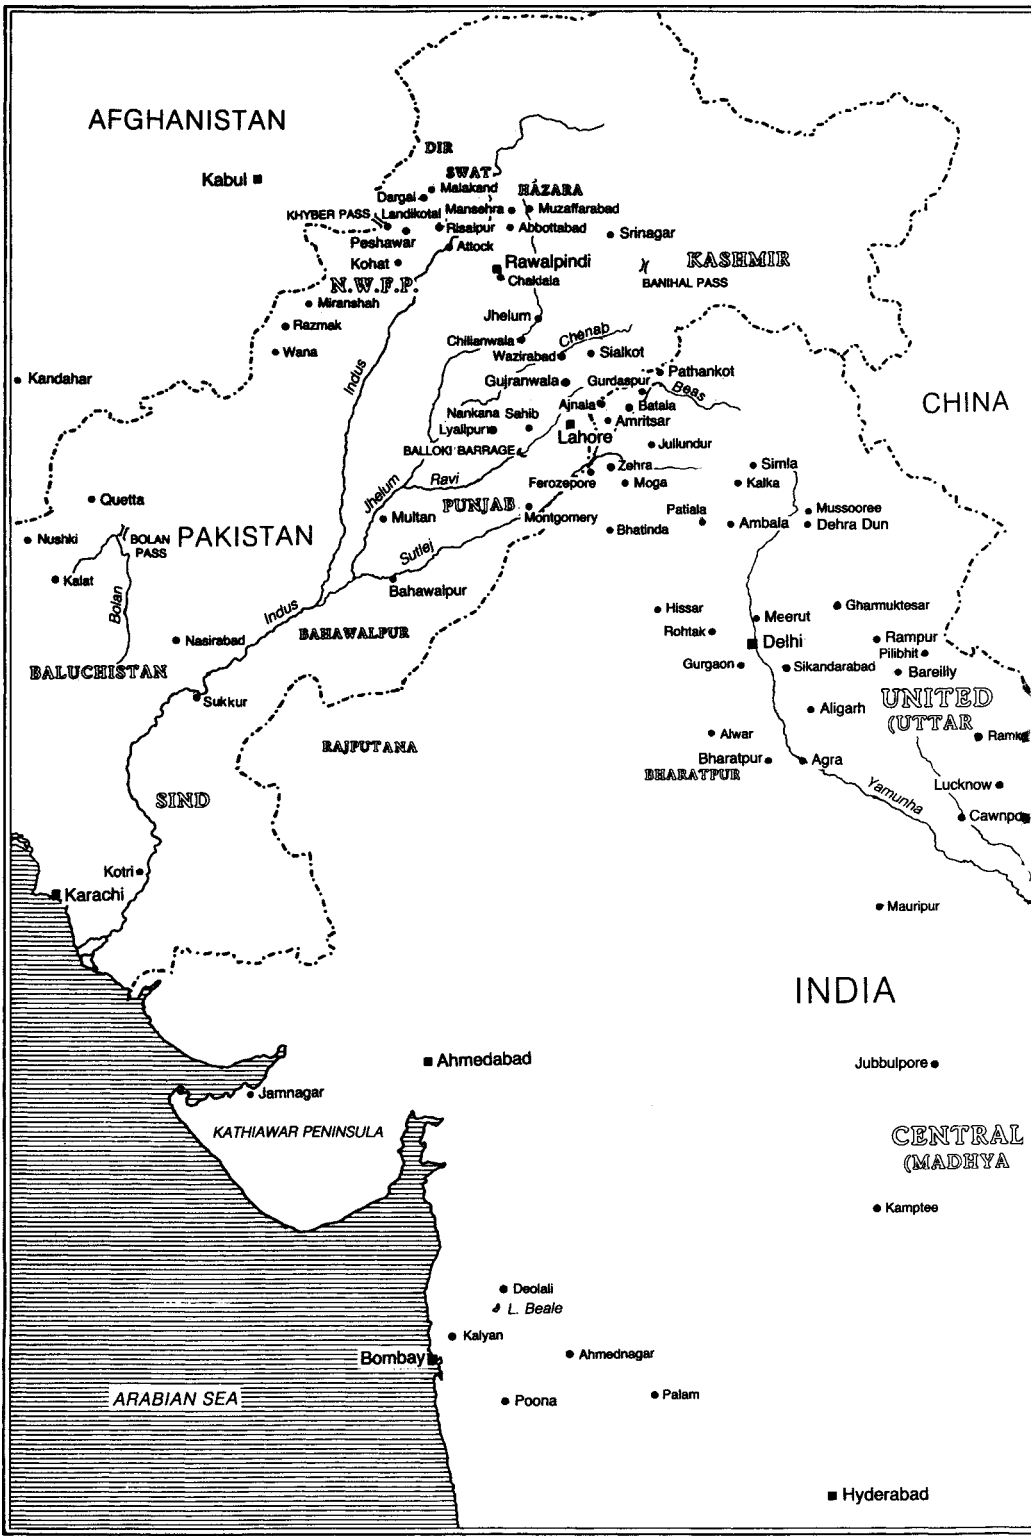 AFGHANISTAN
DIR
Kabul
SWAT
Malakand
HAZARA
Dargai
Landikotal
Mansehra
Muzaffarabad
KHYBER PASS
Risalpur
Abbottabad
Srinagar
Peshawar
Attock
Kohat
Rawalpindi
KASHMIR
N.W.F.P.
Chaklala
BANIHAL PASS
Miranshah
Jhelum
Razmak
Chenab
Chilianwala
Wana
Wazirabad
Sialkot
Indus
Pathankot
Kandahar
Gujranwala
Gurdaspur
Beas
CHINA
Ajnala
Batala
Nankana Sahib
Amritsar
Lyallpur
Lahore
BALLOKI BARRAGE
Jullundur
Zehra
Simla
Ravi
Ferozepore
Moga
Kalka
Jhelum
Quetta
PUNJAB
Patiala
Mussooree
Multan
Montgomery
Ambala
Dehra Dun
Bhatinda
Nushki
BOLAN
PASS
PAKISTAN
Sutlej
Kalat
Bahawalpur
Bolan
Indus
Hissar
Gharmuktesar
Meerut
BAHAWALPUR
Rohtak
Nasirabad
Delhi
Rampur
Pilibhit
Gurgaon
Sikandarabad
Bareilly
BALUCHISTAN
Sukkur
UNITED
(UTTAR
Aligarh
Alwar
RAJPUTANA
Bharatpur
Agra
BHARATPUR
Lucknow
Yamunha
SIND
Kotri
Karachi
Mauripur
INDIA
Ahmedabad
Jubbulpore
Jamnagar
KATHIAWAR PENINSULA
CENTRAL
(MADHYA
Kamptee
Deolali
L. Beale
Kalyan
Bombay
Ahmednagar
ARABIAN SEA
Poona
Palam
Hyderabad